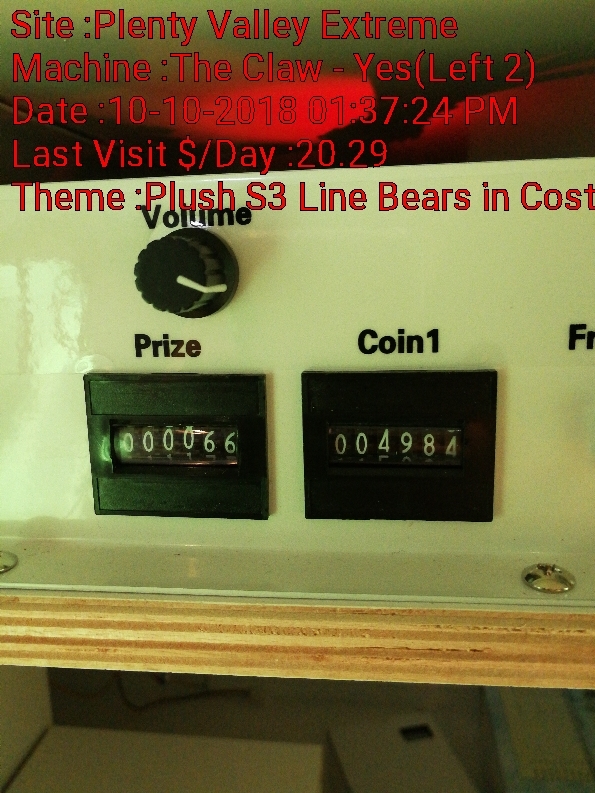 Site :Plenty Valley Extreme
Machine :The Claw - Yes(Left 2)
Date :10-10-2018 01:37:24 PM
Last Visit $/Day :20.29
Theme :Plush S3 Line Bears in Cost
Volume
Prize Coin1 Fr
000066 004984